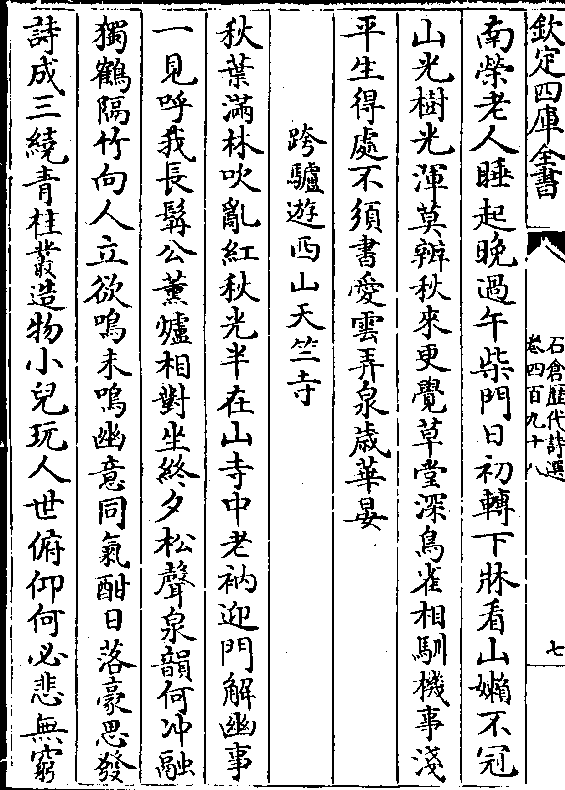 欽定四庫全書
石倉歷代詩選
卷四百九十八
七
南榮老人睡起晚過午柴門日初轉下牀看山嬾不冠
山光樹光渾莫辨秋來更覺草堂深鳥雀相馴機事淺
平生得處不須書愛雲弄泉歲華晏
跨驢遊西山天竺寺
秋葉滿林吹亂紅秋光半在山寺中老衲迎門解幽事
一見呼我長髯公薰爐相對坐終夕松聲泉韻何冲融
獨鶴隔竹向人立欲鳴未鳴幽意同氣酣日落豪思發
詩成三繞青桂叢造物小兒玩人世俯仰何必悲無窮